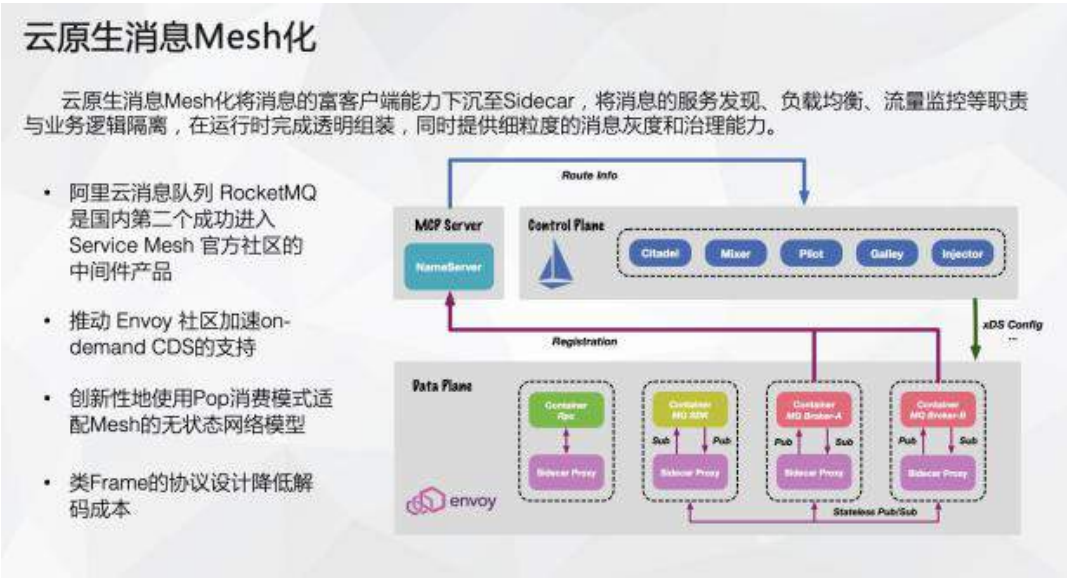 云原生消息Mesh化
云原生消息Mesh化将消息的富客户端能力下沉至Sidecar，将消息的服务发现、负载均衡、流量监控等职责
与业务逻辑隔离，在运行时完成透明组装，同时提供细粒度的消息灰度和治理能力。
• 阿里云消息队列 RocketMQ
是国内第二个成功进入
Service Mesh 官方社区的
中间件产品
• 推动 Envoy 社区加速on-
demand CDS的支持
• 创新性地使用Pop消费模式适
配Mesh的无状态网络模型
• 类Frame的协议设计降低解
码成本
Route Info
MCP Server
NameServer
Control Plane
Citadel
Mixer
Pilot
Galley
Injector
Registration
xDS Config
...
Data Plane
Container
Rpc
Sidecar Proxy
Container
MQ SDK
Sub
Pub
Sidecar Proxy
Container
MQ Broker-A
Pub
Sub
Sidecar Proxy
Container
MQ Broker-B
Pub
Sub
Sidecar Proxy
envoy
Stateless Pub/Sub